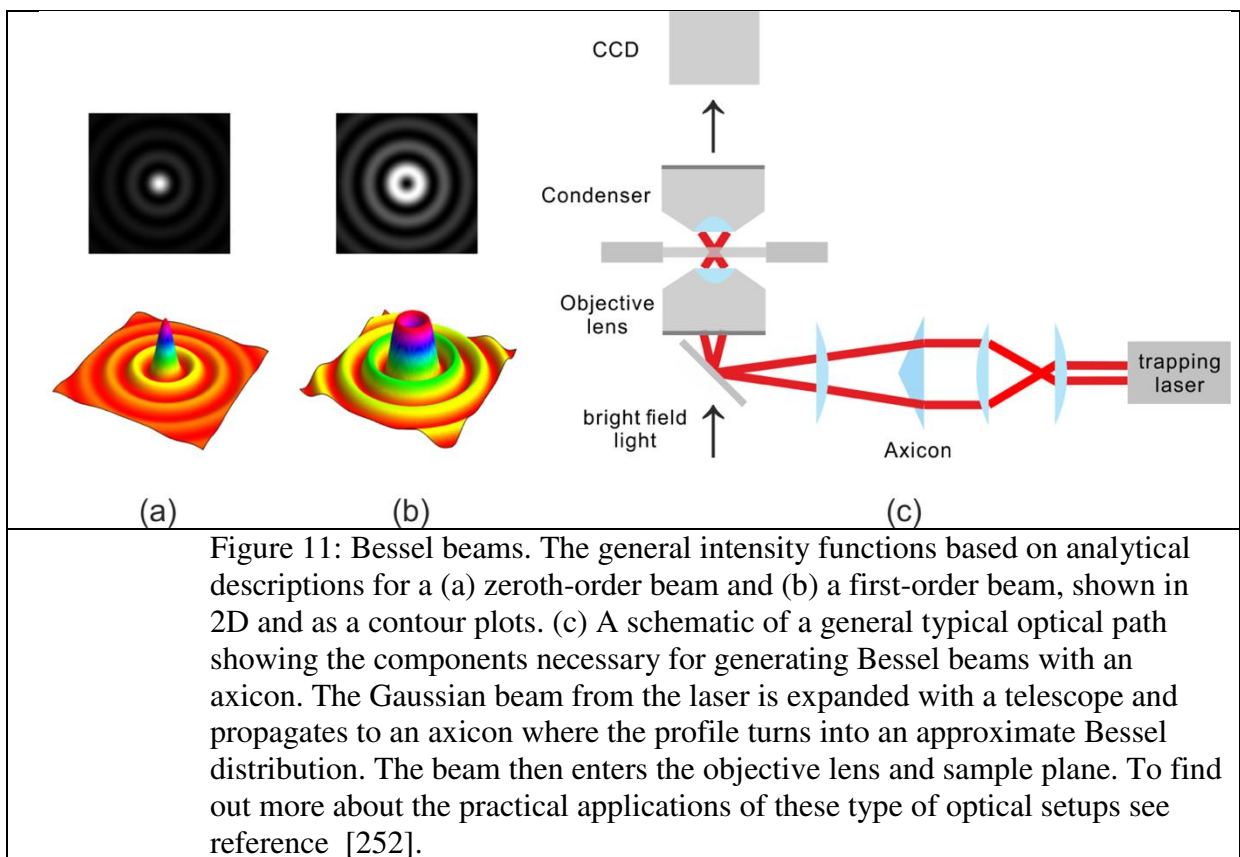 CCD
Condenser
Objective
lens
bright field
light
Axicon
trapping
laser
(a)
(b)
(c)
Figure 11: Bessel beams. The general intensity functions based on analytical
descriptions for a (a) zeroth-order beam and (b) a first-order beam, shown in
2D and as a contour plots. (c) A schematic of a general typical optical path
showing the components necessary for generating Bessel beams with an
axicon. The Gaussian beam from the laser is expanded with a telescope and
propagates to an axicon where the profile turns into an approximate Bessel
distribution. The beam then enters the objective lens and sample plane. To find
out more about the practical applications of these type of optical setups see
reference  [252].